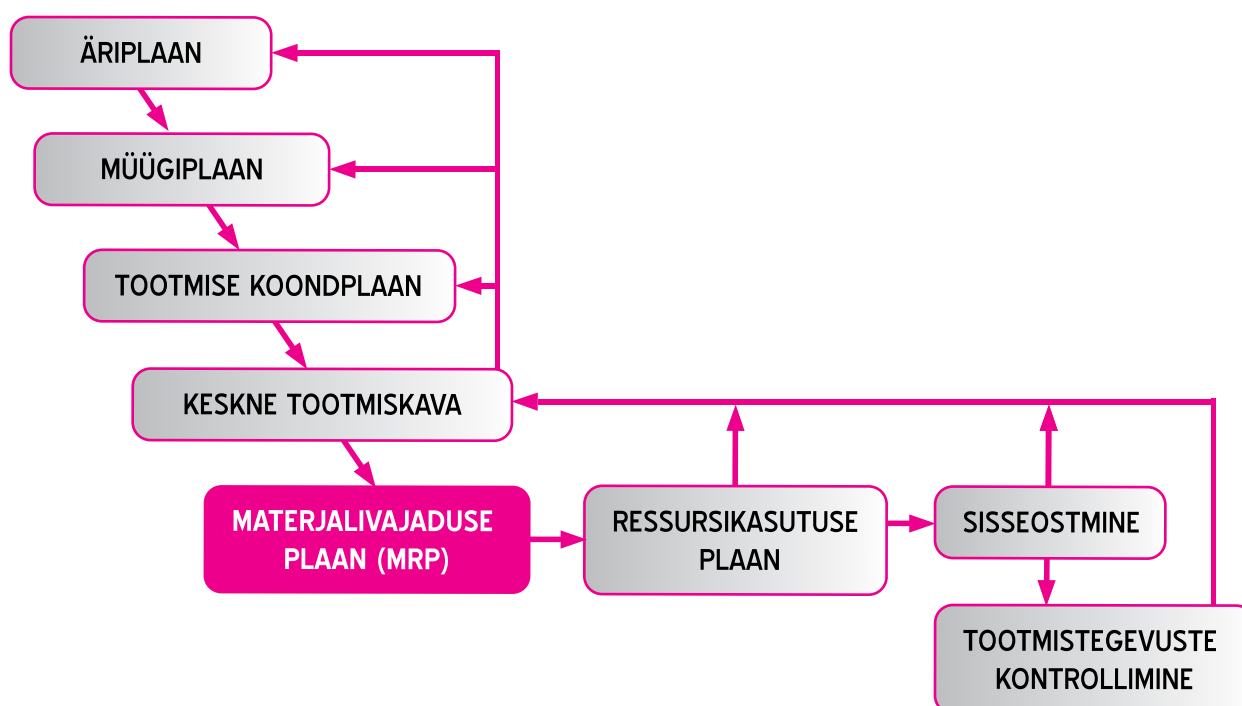 ÄRIPLAAN
MÜÜGIPLAAN
TOOTMISE KOONDPLAAN
KESKNE TOOTMISKAVA
MATERJALIVAJADUSE
PLAAN (MRP)
RESSURSIKASUTUSE
PLAAN
SISSEOSTMINE
TOOTMISTEGEVUSTE
KONTROLLIMINE